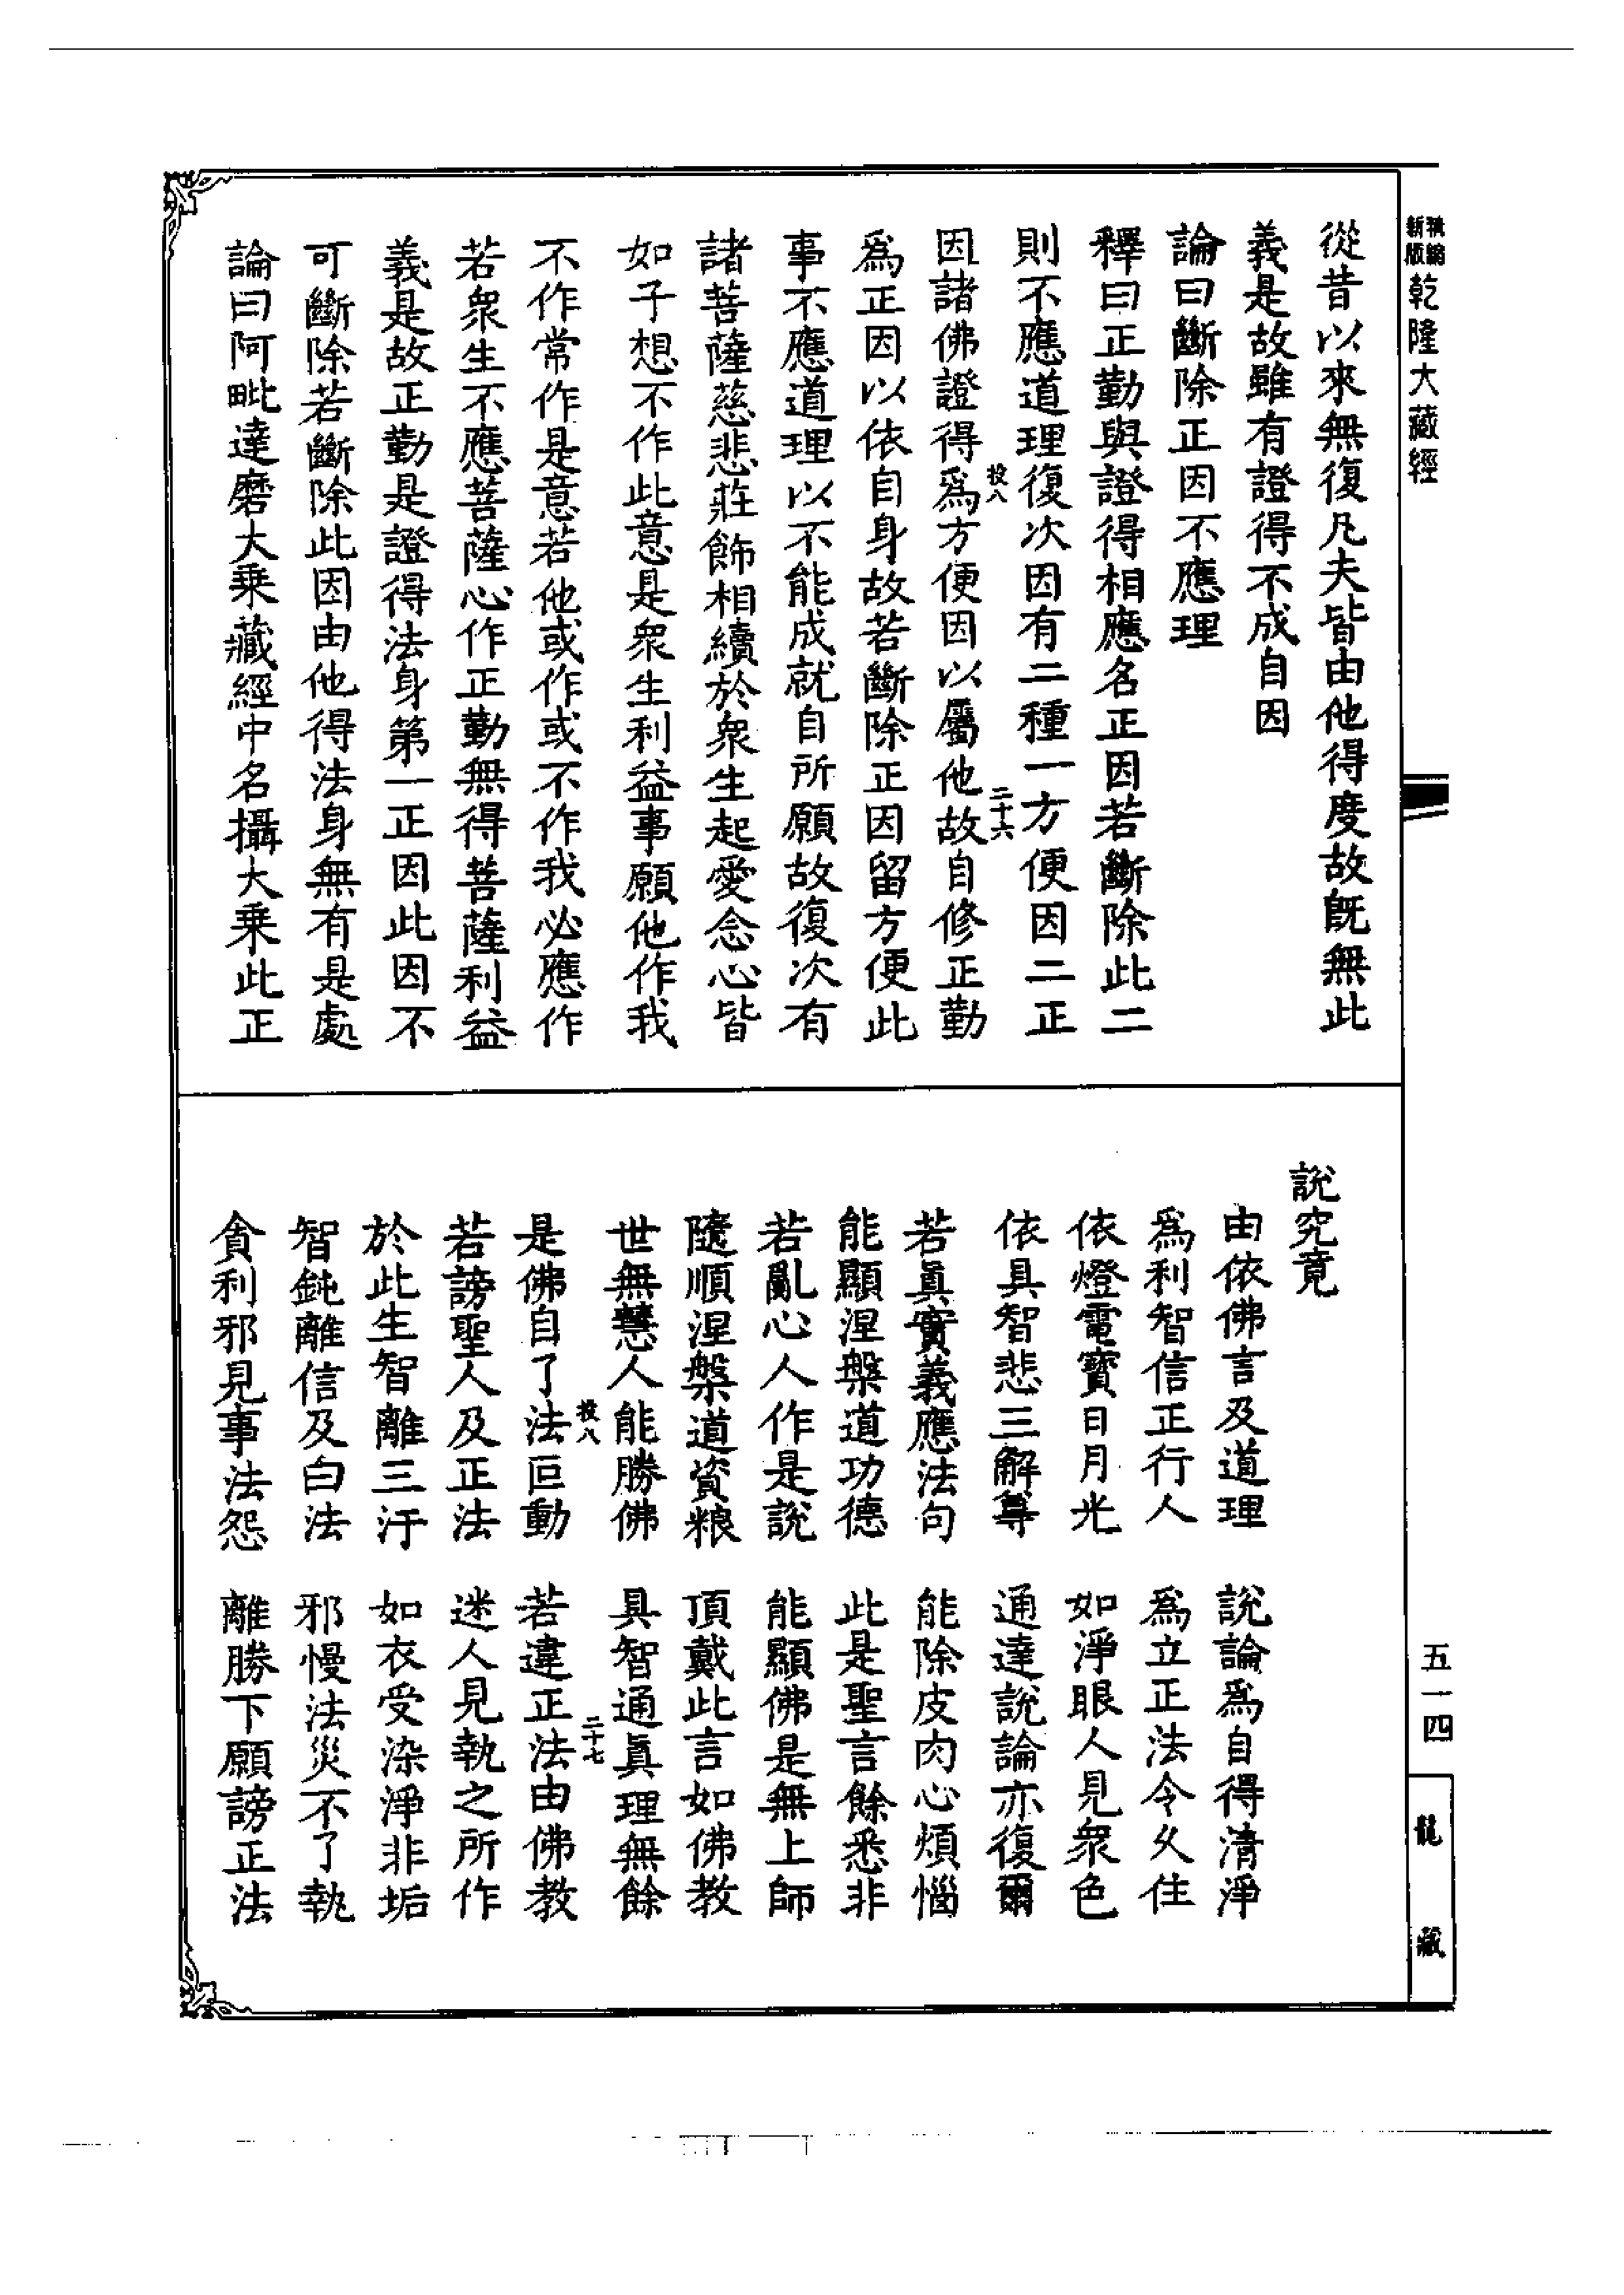 新編
新版
乾隆大藏經
從昔以來無復凡夫皆由他得度故旣無此
義是故雖有證得不成自因
論曰斷除正因不應理
釋曰正勤與證得相應名正因若斷除此二
則不應道理復次因有二種一方便因二正
投八
二十六
因諸佛證得爲方便因以屬他故自修正勤
爲正因以依自身故若斷除正因留方便此
事不應道理以不能成就自所願故復次有
諸菩薩慈悲莊飾相續於衆生起愛念心皆
如子想不作此意是衆生利益事願他作我
不作常作是意若他或作或不作我必應作
若衆生不應菩薩心作正勤無得菩薩利益
義是故正勤是證得法身第一正因此因不
可斷除若斷除此因由他得法身無有是處
論曰阿毗達磨大乘藏經中名攝大乘此正
說究竟
由依佛言及道理 說論爲自得清淨
爲利智信正行人 爲立正法令久住
依燈電寶日月光 如淨眼人見衆色
依具智悲三解尊 通達說論亦復爾
若眞實義應法句 能除皮肉心煩惱
能顯涅槃道功德 此是聖言餘悉非
若亂心人作是說 能顯佛是無上師
隨順涅槃道資粮 頂戴此言如佛教
世無慧人能勝佛 具智通眞理無餘
投八
二十七
是佛自了法叵動 若違正法由佛教
若謗聖人及正法 迷人見執之所作
於此生智離三汙 如衣受染淨非垢
智鈍離信及白法 邪慢法災不了執
貪利邪見事法怨 離勝下願謗正法
五一四
龍藏